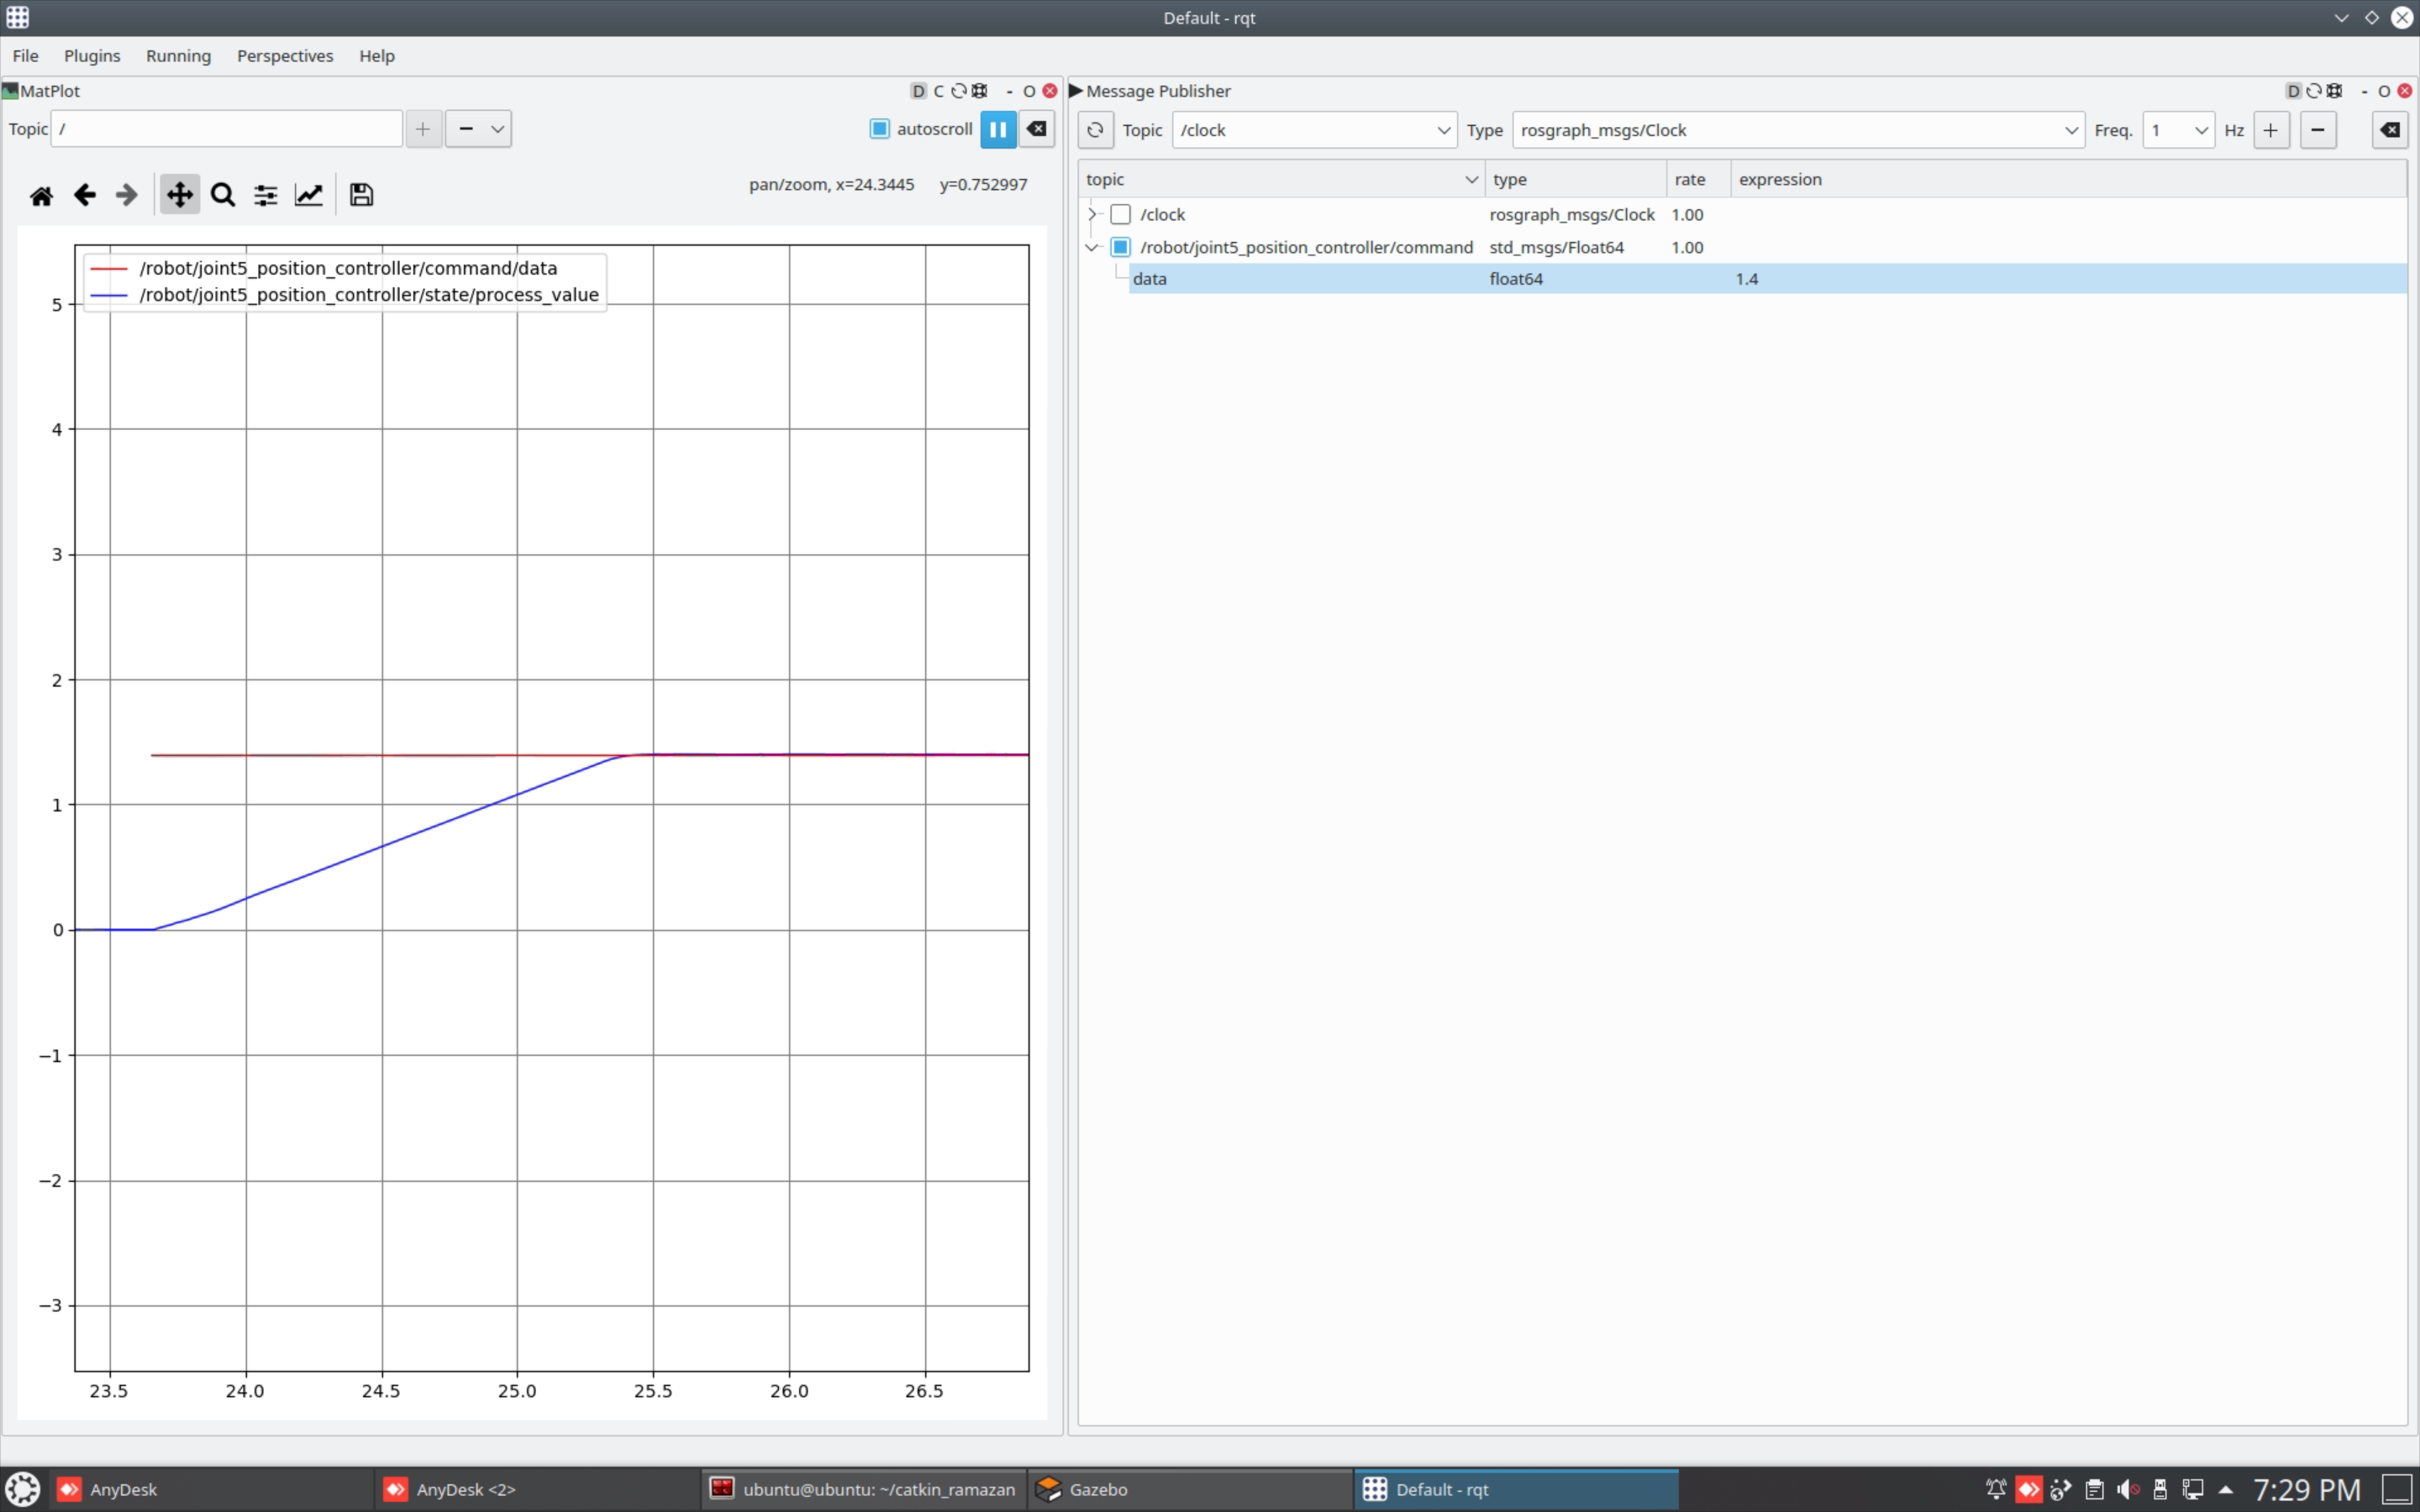 Default - rqt
File Plugins Running Perspectives Help
MatPlot
D C - O
Topic /
autoscroll
pan/zoom, x=24.3445 y=0.752997
/robot/joint5_position_controller/command/data
/robot/joint5_position_controller/state/process_value
5
4
3
2
1
0
−1
−2
−3
23.5 24.0 24.5 25.0 25.5 26.0 26.5
Message Publisher
D - O
Topic /clock Type rosgraph_msgs/Clock Freq. 1 Hz
topic type rate expression
/clock rosgraph_msgs/Clock 1.00
/robot/joint5_position_controller/command std_msgs/Float64 1.00
data float64 1.4
AnyDesk AnyDesk <2> ubuntu@ubuntu: ~/catkin_ramazan Gazebo Default - rqt 7:29 PM